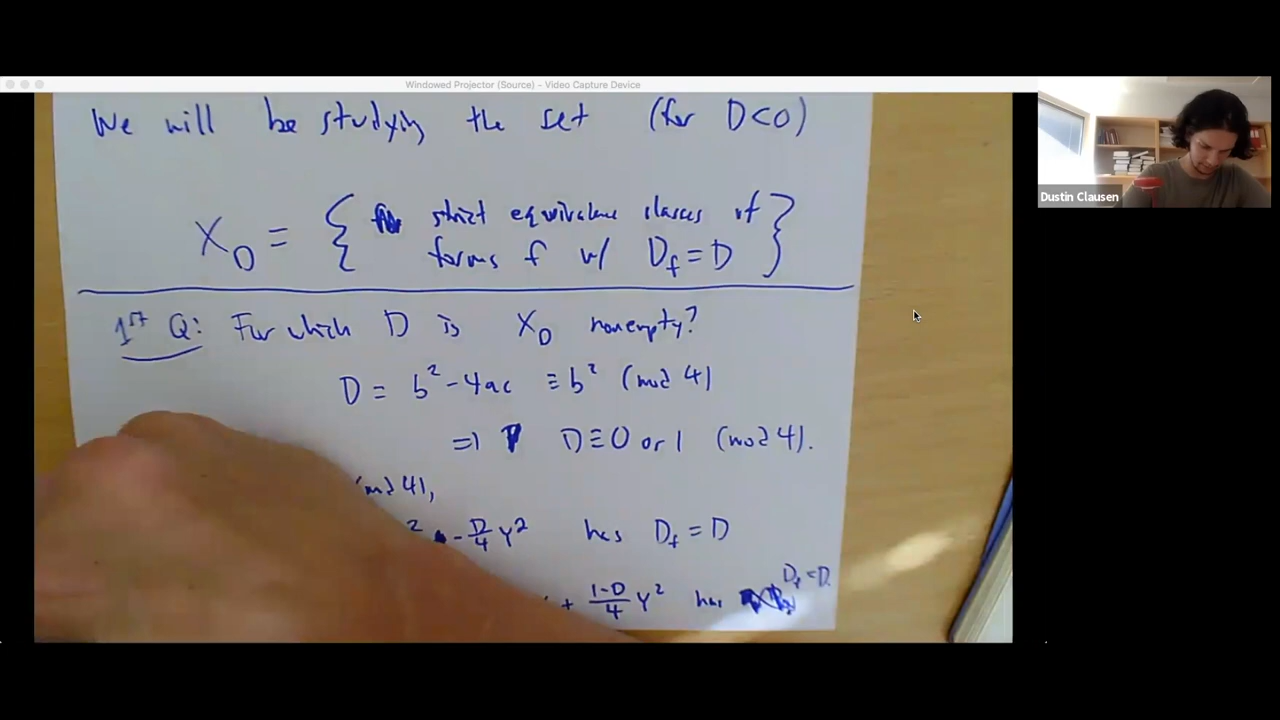 Windowed Projector (Source) – Video Capture Device
We will be studying the set (for D<0)
X_D = { strict equivalence classes of
forms f w/ D_f = D }
1st Q: For which D is X_D nonempty?
D = b² - 4ac ≡ b² (mod 4)
=> D ≡ 0 or 1 (mod 4).
(mod 4),
² - D/4 y² has D_f = D
+ (1-D)/4 y² has D_f = D.
Dustin Clausen